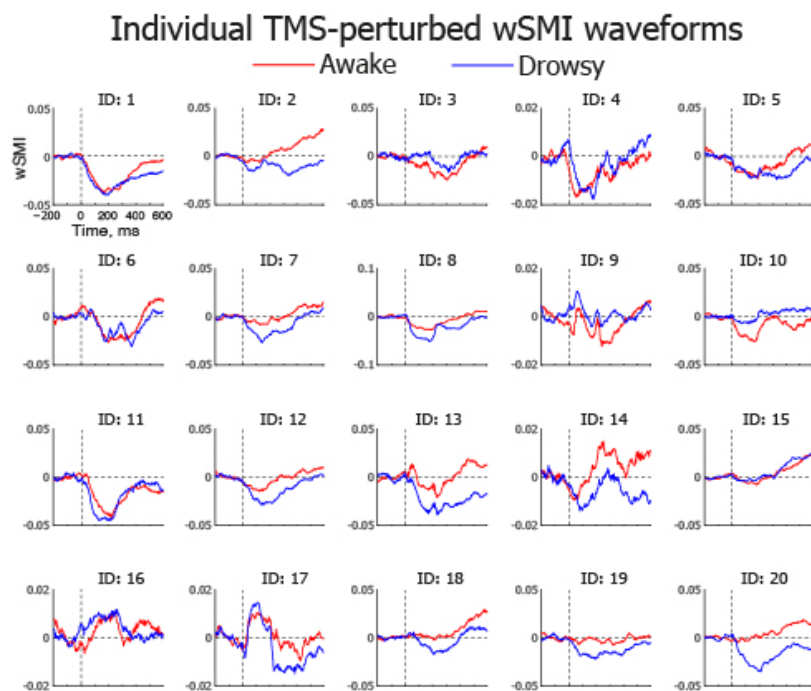 Individual TMS-perturbed wSMI waveforms
Awake Drowsy
ID: 1 ID: 2 ID: 3 ID: 4 ID: 5
0.05 0.05 0.05 0.02 0.05
wSMI
0 0 0 0 0
-0.05 -0.05 -0.05 -0.02 -0.05
-200 0 200 400 600
Time, ms
ID: 6 ID: 7 ID: 8 ID: 9 ID: 10
0.05 0.05 0.1 0.02 0.05
0 0 0 0 0
-0.05 -0.05 -0.1 -0.02 -0.05
ID: 11 ID: 12 ID: 13 ID: 14 ID: 15
0.05 0.05 0.05 0.02 0.05
0 0 0 0 0
-0.05 -0.05 -0.05 -0.02 -0.05
ID: 16 ID: 17 ID: 18 ID: 19 ID: 20
0.02 0.02 0.05 0.05 0.05
0 0 0 0 0
-0.02 -0.02 -0.05 -0.05 -0.05